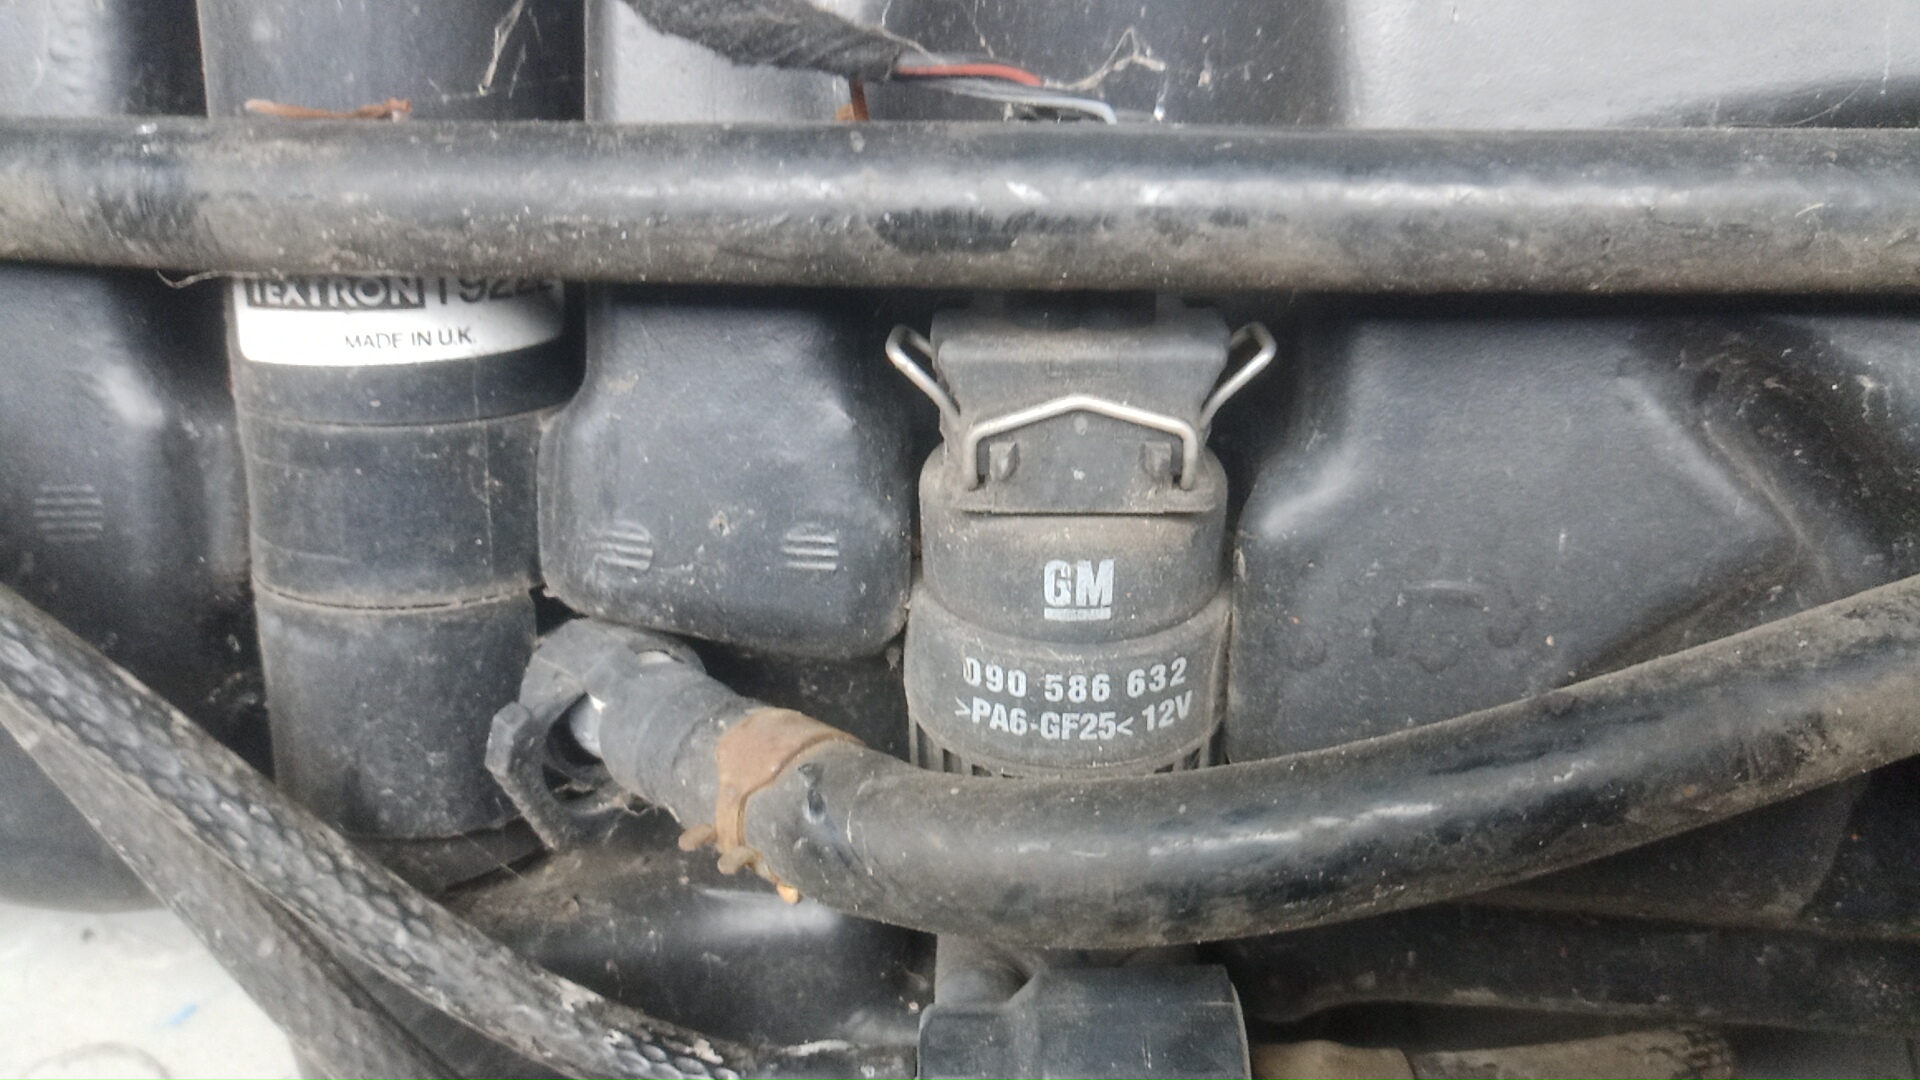 TEXTRON
MADE IN U.K.
GM
090 586 632
>PA6-GF25< 12V